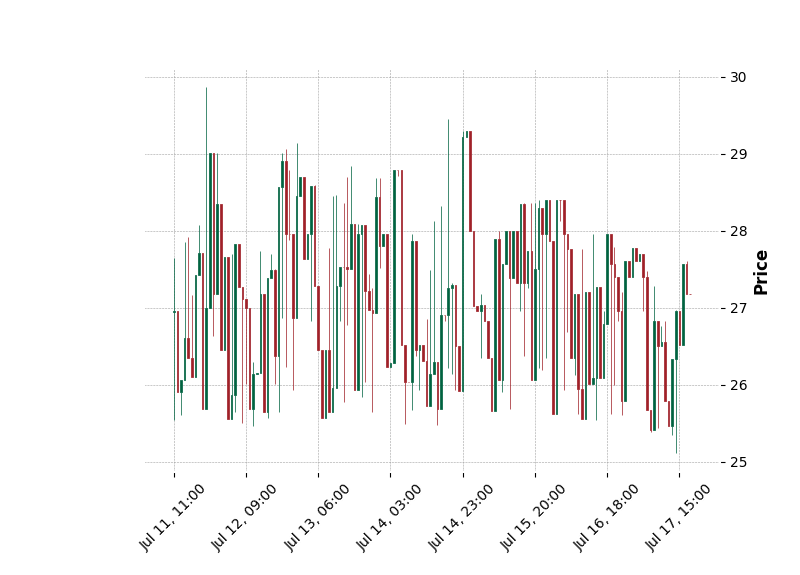 30
29
28
27
26
25
Price
Jul 11, 11:00
Jul 12, 09:00
Jul 13, 06:00
Jul 14, 03:00
Jul 14, 23:00
Jul 15, 20:00
Jul 16, 18:00
Jul 17, 15:00